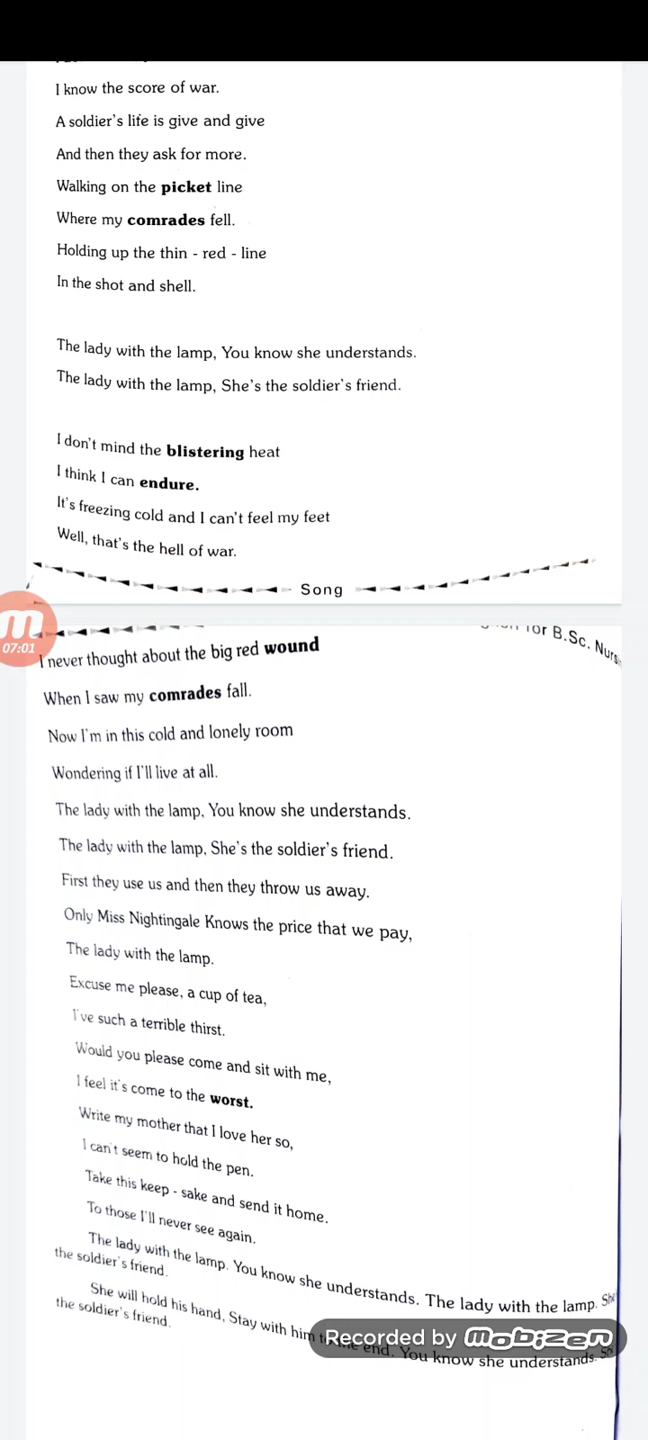 I know the score of war.
A soldier's life is give and give
And then they ask for more.
Walking on the picket line
Where my comrades fell.
Holding up the thin - red - line
In the shot and shell.
The lady with the lamp, You know she understands.
The lady with the lamp, She's the soldier's friend.
I don't mind the blistering heat
I think I can endure.
It's freezing cold and I can't feel my feet
Well, that's the hell of war.
Song
07:01
for B.Sc. Nurs
I never thought about the big red wound
When I saw my comrades fall.
Now I'm in this cold and lonely room
Wondering if I'll live at all.
The lady with the lamp, You know she understands.
The lady with the lamp, She's the soldier's friend.
First they use us and then they throw us away.
Only Miss Nightingale Knows the price that we pay,
The lady with the lamp.
Excuse me please, a cup of tea,
I've such a terrible thirst.
Would you please come and sit with me,
I feel it's come to the worst.
Write my mother that I love her so,
I can't seem to hold the pen.
Take this keep - sake and send it home.
To those I'll never see again.
The lady with the lamp. You know she understands. The lady with the lamp.
the soldier's friend.
She will hold his hand, Stay with him the end. You know she understands.
the soldier's friend.
Recorded by mobizen